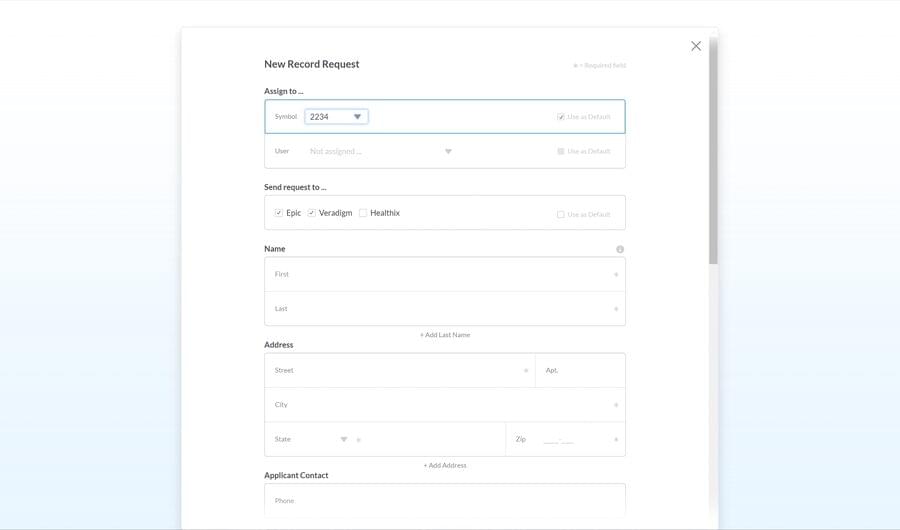 New Record Request
* = Required field
Assign to ...
Symbol 2234 Use as Default
User Not assigned ... Use as Default
Send request to ...
Epic Veradigm Healthix Use as Default
Name
First *
Last *
+ Add Last Name
Address
Street * Apt.
City *
State * Zip _____-____ *
+ Add Address
Applicant Contact
Phone